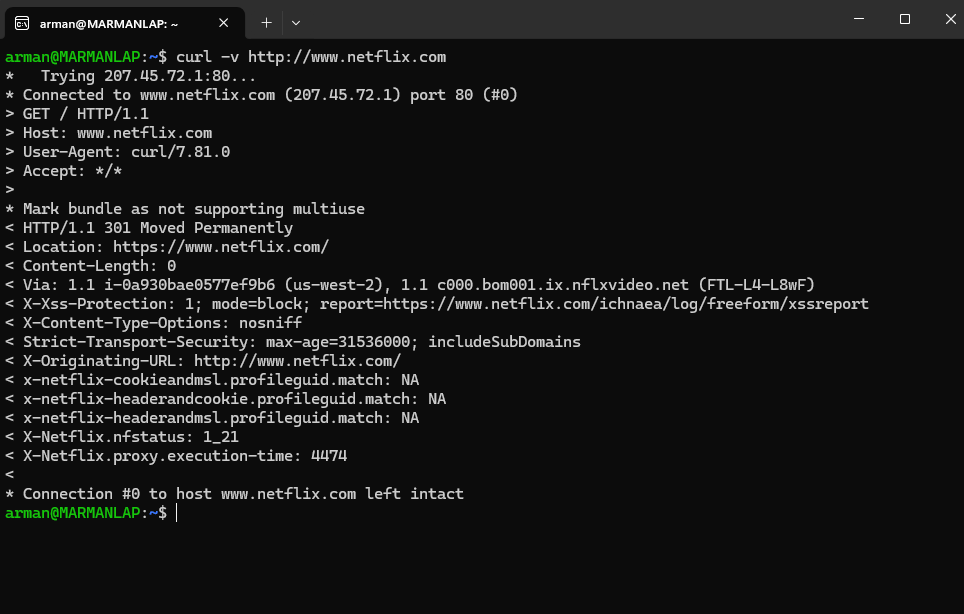 arman@MARMANLAP: ~
arman@MARMANLAP:~$ curl -v http://www.netflix.com
*   Trying 207.45.72.1:80...
* Connected to www.netflix.com (207.45.72.1) port 80 (#0)
> GET / HTTP/1.1
> Host: www.netflix.com
> User-Agent: curl/7.81.0
> Accept: */*
>
* Mark bundle as not supporting multiuse
< HTTP/1.1 301 Moved Permanently
< Location: https://www.netflix.com/
< Content-Length: 0
< Via: 1.1 i-0a930bae0577ef9b6 (us-west-2), 1.1 c000.bom001.ix.nflxvideo.net (FTL-L4-L8wF)
< X-Xss-Protection: 1; mode=block; report=https://www.netflix.com/ichnaea/log/freeform/xssreport
< X-Content-Type-Options: nosniff
< Strict-Transport-Security: max-age=31536000; includeSubDomains
< X-Originating-URL: http://www.netflix.com/
< x-netflix-cookieandmsl.profileguid.match: NA
< x-netflix-headerandcookie.profileguid.match: NA
< x-netflix-headerandmsl.profileguid.match: NA
< X-Netflix.nfstatus: 1_21
< X-Netflix.proxy.execution-time: 4474
<
* Connection #0 to host www.netflix.com left intact
arman@MARMANLAP:~$